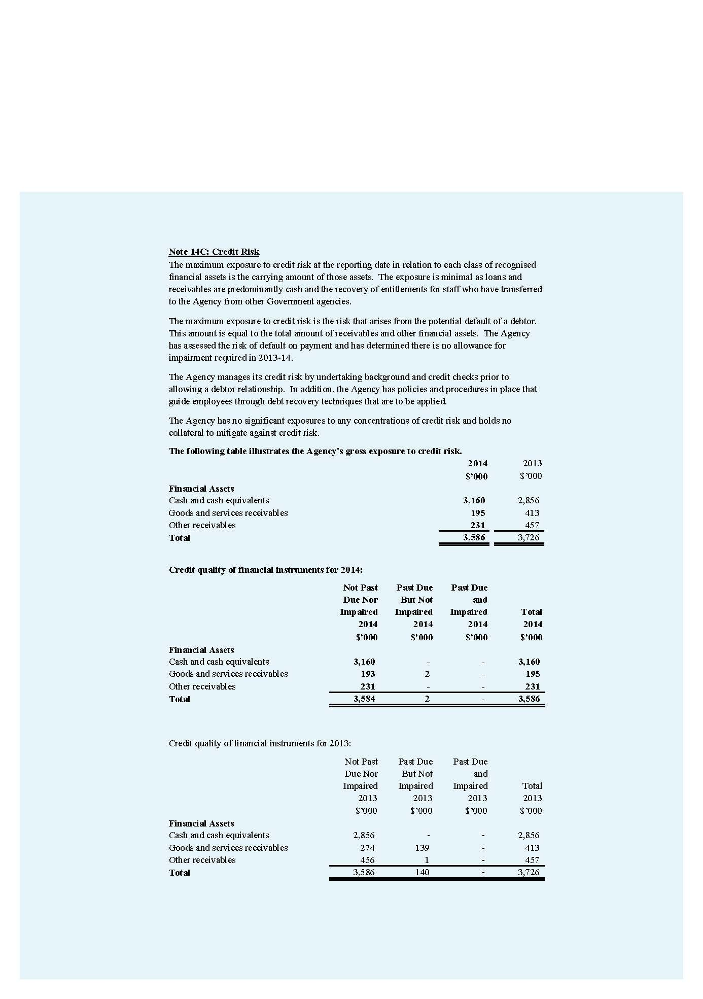 Note 14C: Credit Risk
The maximum exposure to credit risk at the reporting date in relation to each class of recognised
financial assets is the carrying amount of those assets.  The exposure is minimal as loans and
receivables are predominantly cash and the recovery of entitlements for staff who have transferred
to the Agency from other Government agencies.
The maximum exposure to credit risk is the risk that arises from the potential default of a debtor.
This amount is equal to the total amount of receivables and other financial assets.  The Agency
has assessed the risk of default on payment and has determined there is no allowance for
impairment required in 2013-14.
The Agency manages its credit risk by undertaking background and credit checks prior to
allowing a debtor relationship.  In addition, the Agency has policies and procedures in place that
guide employees through debt recovery techniques that are to be applied.
The Agency has no significant exposures to any concentrations of credit risk and holds no
collateral to mitigate against credit risk.
The following table illustrates the Agency's gross exposure to credit risk.
2014 2013
$’000 $’000
Financial Assets
Cash and cash equivalents 3,160 2,856
Goods and services receivables 195 413
Other receivables 231 457
Total 3,586 3,726
Credit quality of financial instruments for 2014:
Not Past Past Due Past Due
Due Nor But Not and
Impaired Impaired Impaired Total
2014 2014 2014 2014
$’000 $’000 $’000 $’000
Financial Assets
Cash and cash equivalents 3,160 - - 3,160
Goods and services receivables 193 2 - 195
Other receivables 231 - - 231
Total 3,584 2 - 3,586
Credit quality of financial instruments for 2013:
Not Past Past Due Past Due
Due Nor But Not and
Impaired Impaired Impaired Total
2013 2013 2013 2013
$’000 $’000 $’000 $’000
Financial Assets
Cash and cash equivalents 2,856 - - 2,856
Goods and services receivables 274 139 - 413
Other receivables 456 1 - 457
Total 3,586 140 - 3,726